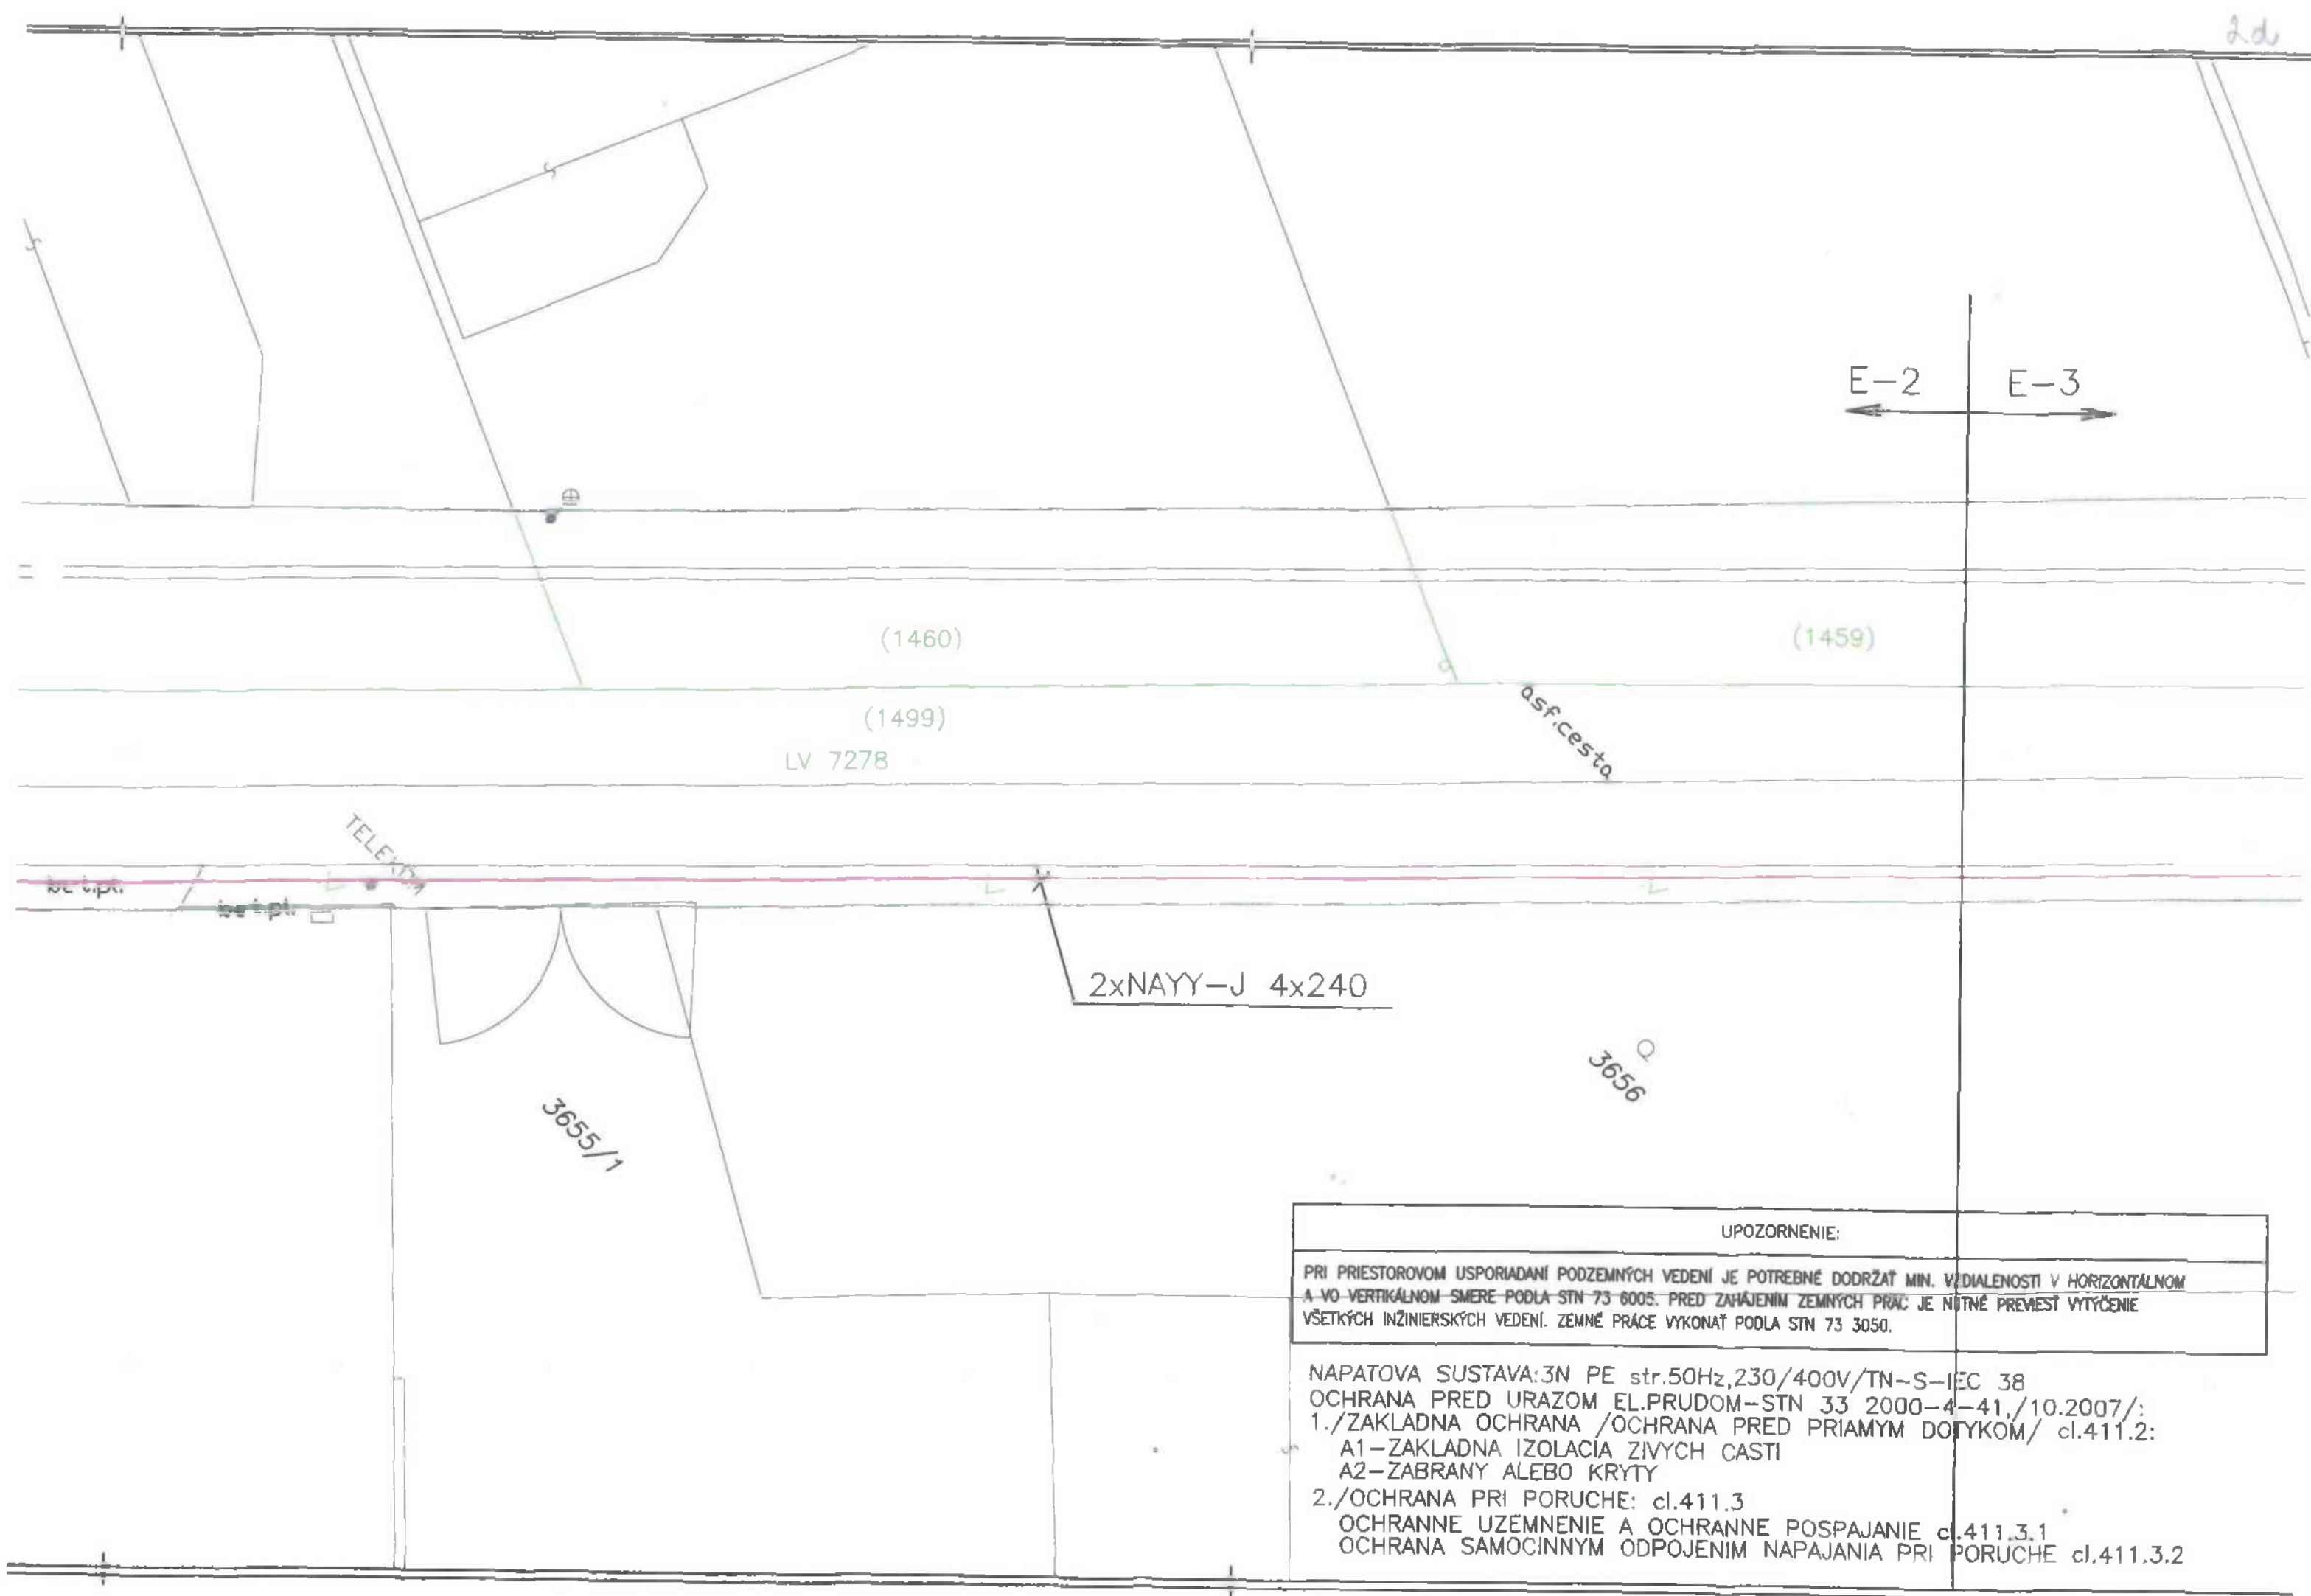 2d
E-2
E-3
(1460)
(1459)
(1499)
LV 7278
asf.cesta
bet.pl.
bet.pl.
2xNAYY-J 4x240
3656
3655/1
UPOZORNENIE:
PRI PRIESTOROVOM USPORIADANÍ PODZEMNÝCH VEDENÍ JE POTREBNÉ DODRŽAŤ MIN. VZDIALENOSTI V HORIZONTÁLNOM
A VO VERTIKÁLNOM SMERE PODLA STN 73 6005. PRED ZAHÁJENÍM ZEMNÝCH PRÁC JE NUTNÉ PREVIESŤ VYTÝČENIE
VŠETKÝCH INŽINIERSKÝCH VEDENÍ. ZEMNÉ PRÁCE VYKONAŤ PODLA STN 73 3050.
NAPATOVA SUSTAVA:3N PE str.50Hz,230/400V/TN-S-IEC 38
OCHRANA PRED URAZOM EL.PRUDOM-STN 33 2000-4-41,/10.2007/:
1./ZAKLADNA OCHRANA /OCHRANA PRED PRIAMYM DOTYKOM/ cl.411.2:
A1-ZAKLADNA IZOLACIA ZIVYCH CASTI
A2-ZABRANY ALEBO KRYTY
2./OCHRANA PRI PORUCHE: cl.411.3
OCHRANNE UZEMNENIE A OCHRANNE POSPAJANIE cl.411.3.1
OCHRANA SAMOCINNYM ODPOJENIM NAPAJANIA PRI PORUCHE cl.411.3.2